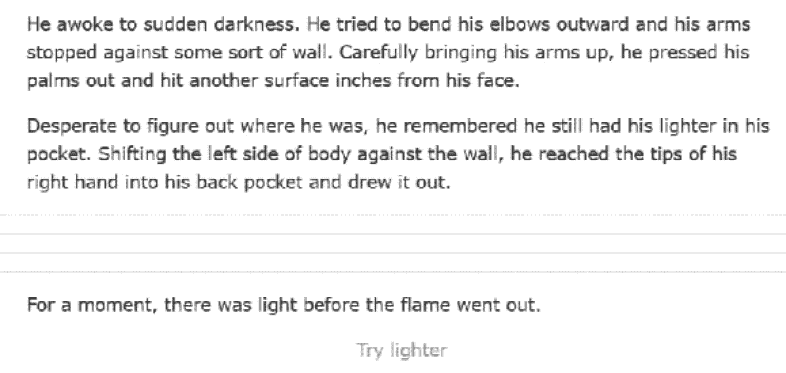 He awoke to sudden darkness. He tried to bend his elbows outward and his arms
stopped against some sort of wall. Carefully bringing his arms up, he pressed his
palms out and hit another surface inches from his face.
Desperate to figure out where he was, he remembered he still had his lighter in his
pocket. Shifting the left side of body against the wall, he reached the tips of his
right hand into his back pocket and drew it out.
For a moment, there was light before the flame went out.
Try lighter